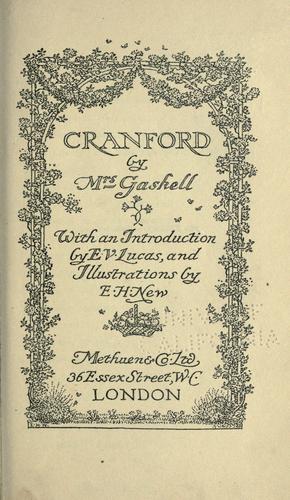 CRANFORD
by
Mrs Gaskell
With an Introduction
by E.V. Lucas, and
Illustrations by
E.H. New
Methuen & Co. Ltd.
36 Essex Street, W.C
LONDON